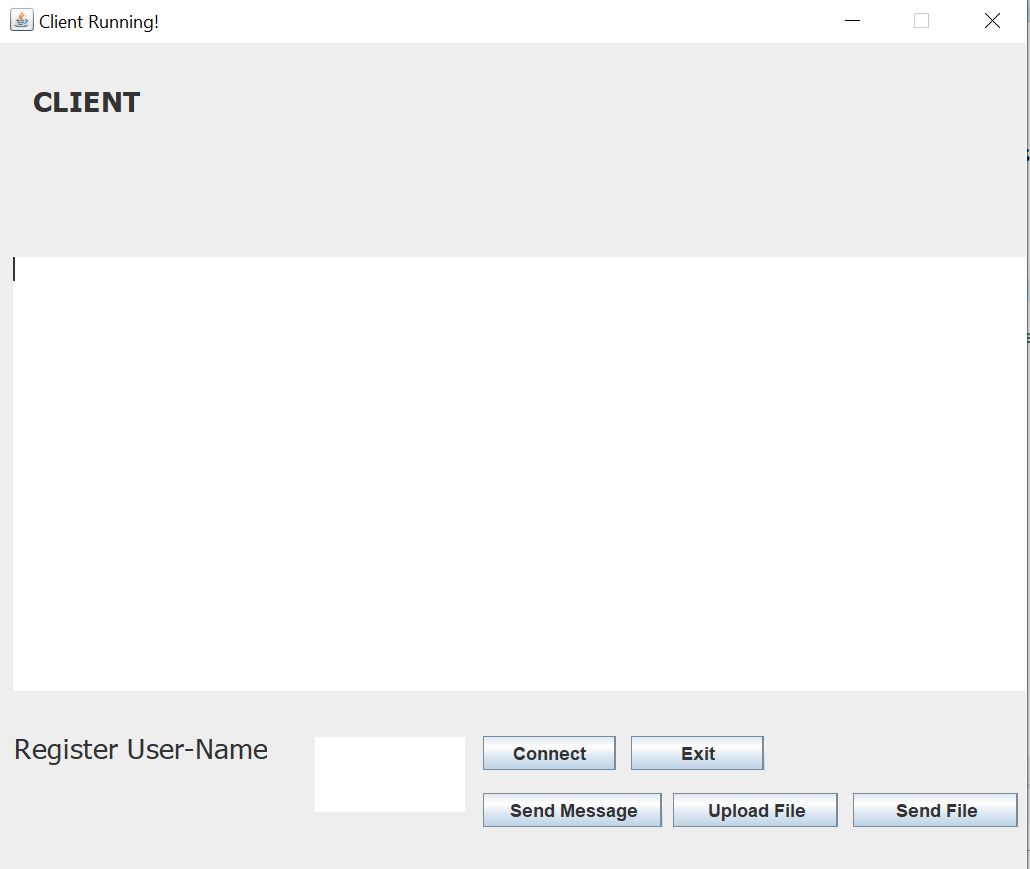 Client Running!
CLIENT
Register User-Name
Connect
Exit
Send Message
Upload File
Send File